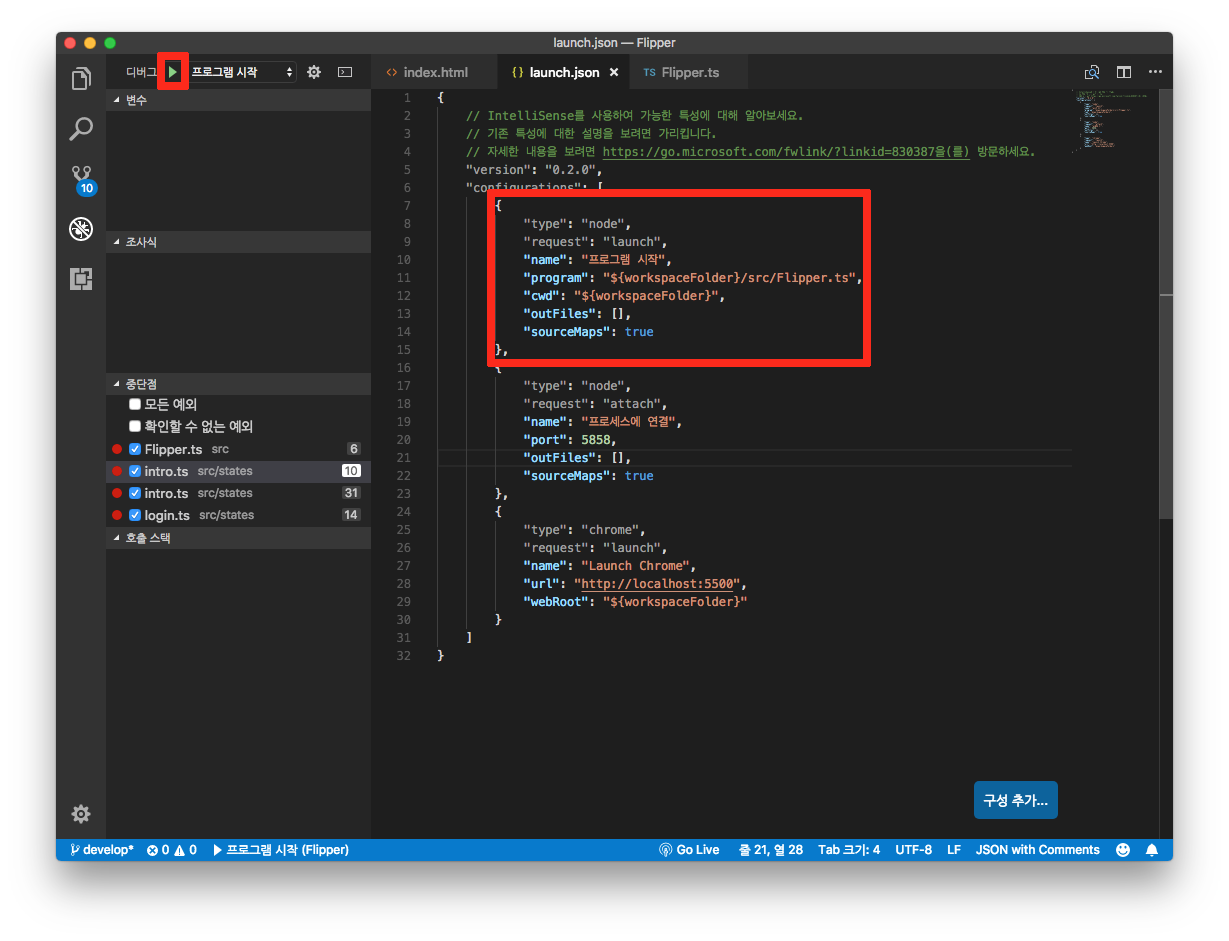 launch.json — Flipper
디버그 프로그램 시작
index.html
{} launch.json ×
TS Flipper.ts
변수
조사식
중단점
모든 예외
확인할 수 없는 예외
Flipper.ts src 6
intro.ts src/states 10
intro.ts src/states 31
login.ts src/states 14
호출 스택
10
1 {
2 // IntelliSense를 사용하여 가능한 특성에 대해 알아보세요.
3 // 기존 특성에 대한 설명을 보려면 가리킵니다.
4 // 자세한 내용을 보려면 https://go.microsoft.com/fwlink/?linkid=830387을(를) 방문하세요.
5 "version": "0.2.0",
6 "configurations": [
7 {
8 "type": "node",
9 "request": "launch",
10 "name": "프로그램 시작",
11 "program": "${workspaceFolder}/src/Flipper.ts",
12 "cwd": "${workspaceFolder}",
13 "outFiles": [],
14 "sourceMaps": true
15 },
16 {
17 "type": "node",
18 "request": "attach",
19 "name": "프로세스에 연결",
20 "port": 5858,
21 "outFiles": [],
22 "sourceMaps": true
23 },
24 {
25 "type": "chrome",
26 "request": "launch",
27 "name": "Launch Chrome",
28 "url": "http://localhost:5500",
29 "webRoot": "${workspaceFolder}"
30 }
31 ]
32 }
구성 추가...
develop* 0 0 프로그램 시작 (Flipper) Go Live 줄 21, 열 28 Tab 크기: 4 UTF-8 LF JSON with Comments